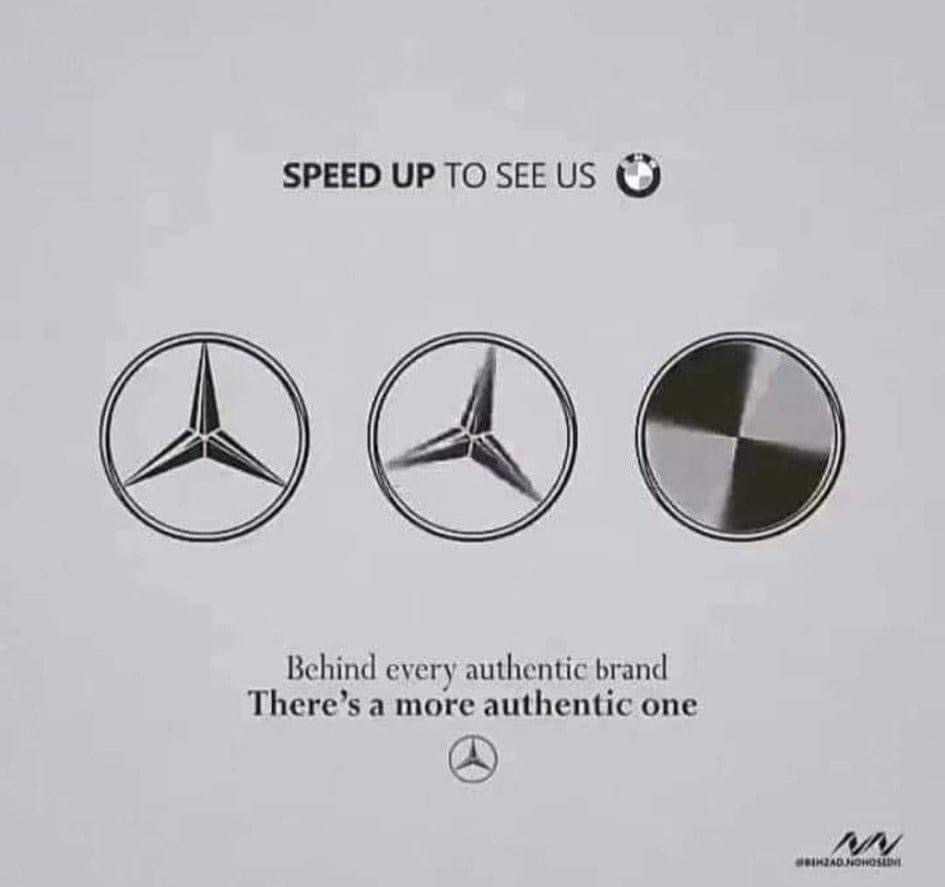 SPEED UP TO SEE US
Behind every authentic brand
There's a more authentic one